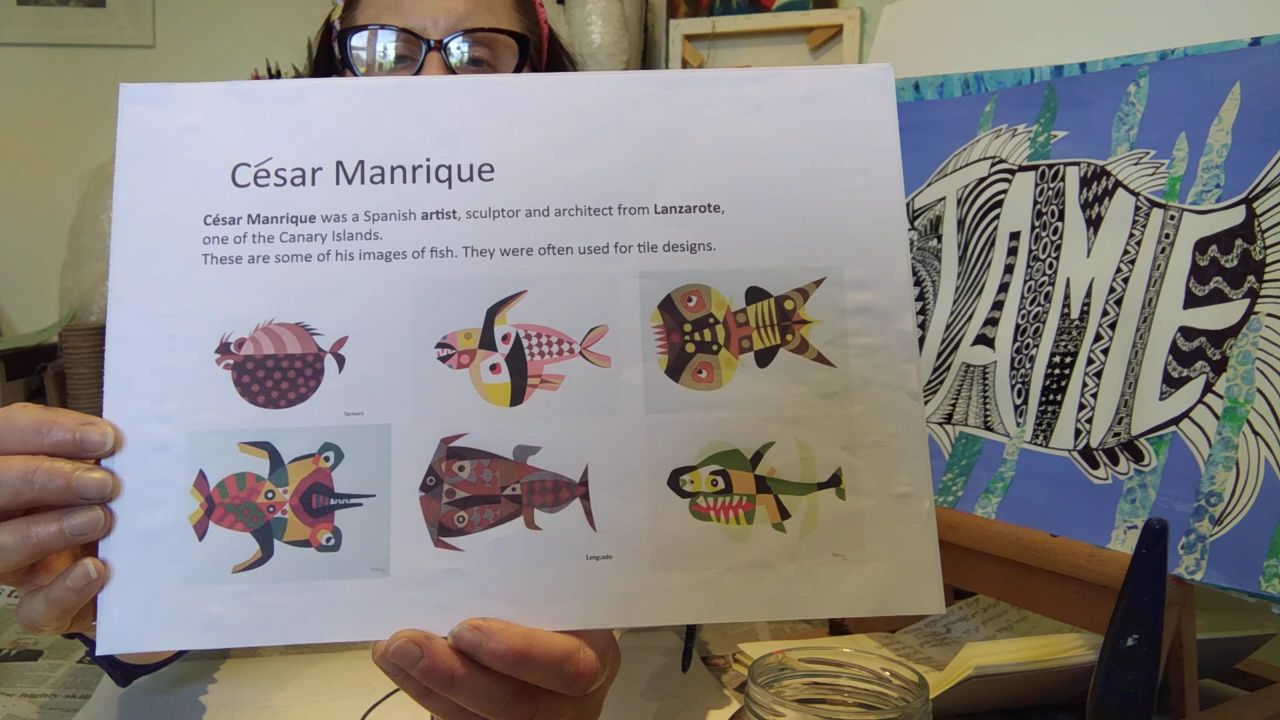 César Manrique
César Manrique was a Spanish artist, sculptor and architect from Lanzarote,
one of the Canary Islands.
These are some of his images of fish. They were often used for tile designs.
JAMIE